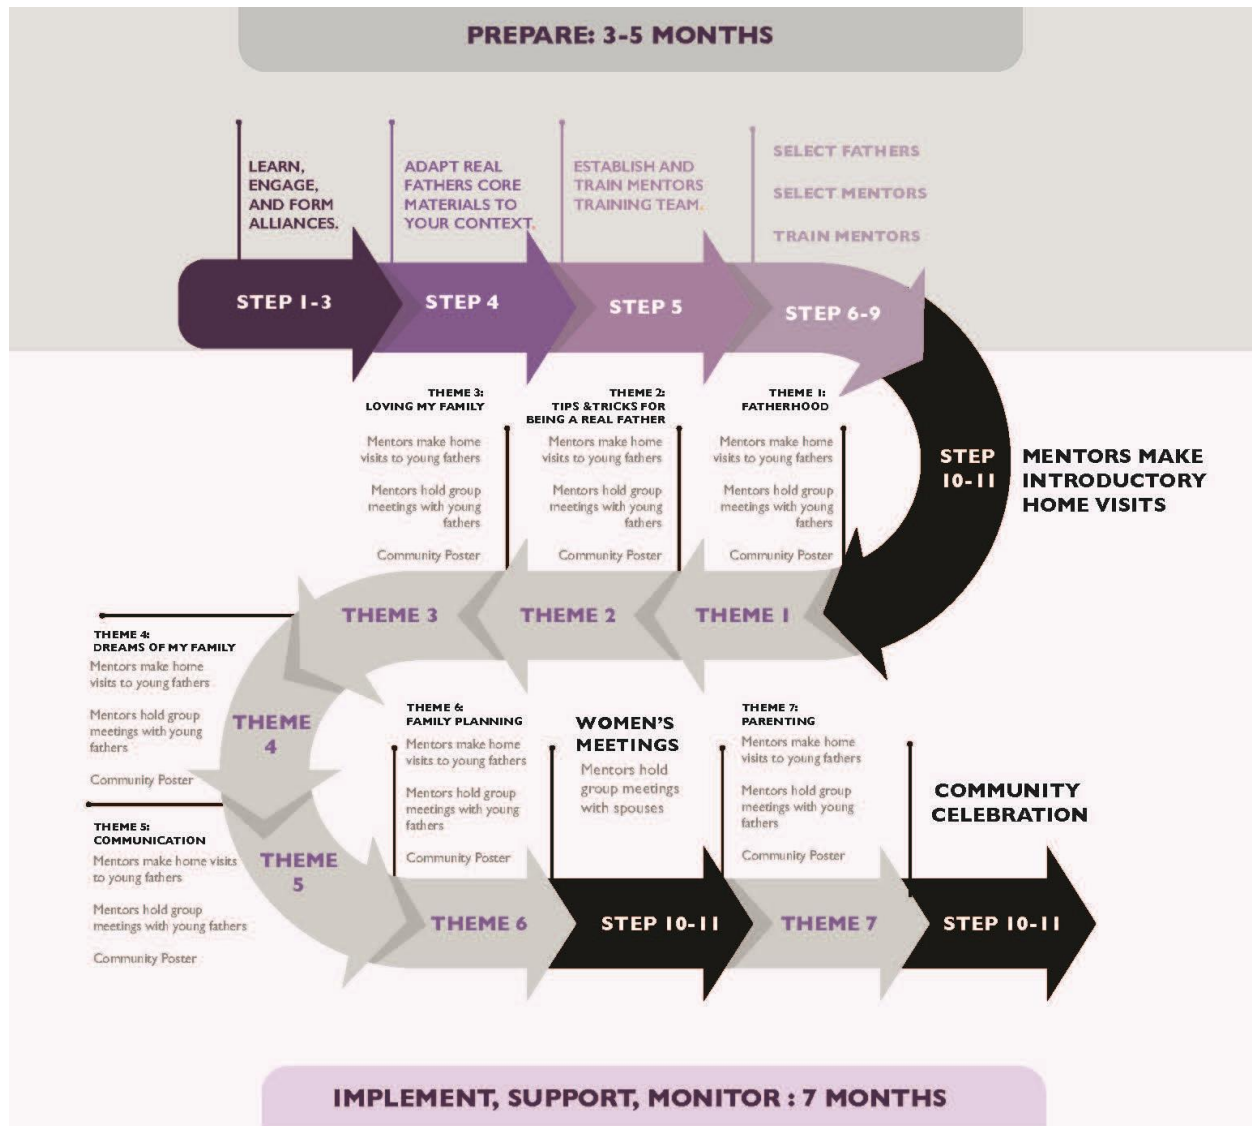 PREPARE: 3-5 MONTHS
LEARN,
ENGAGE,
AND FORM
ALLIANCES.
ADAPT REAL
FATHERS CORE
MATERIALS TO
YOUR CONTEXT.
ESTABLISH AND
TRAIN MENTORS
TRAINING TEAM.
SELECT FATHERS
SELECT MENTORS
TRAIN MENTORS
STEP 1-3
STEP 4
STEP 5
STEP 6-9
STEP
10-11
MENTORS MAKE
INTRODUCTORY
HOME VISITS
THEME 1:
FATHERHOOD
Mentors make home
visits to young fathers
Mentors hold group
meetings with young
fathers
Community Poster
THEME 2:
TIPS &TRICKS FOR
BEING A REAL FATHER
Mentors make home
visits to young fathers
Mentors hold group
meetings with young
fathers
Community Poster
THEME 3:
LOVING MY FAMILY
Mentors make home
visits to young fathers
Mentors hold group
meetings with young
fathers
Community Poster
THEME 1
THEME 2
THEME 3
THEME 4:
DREAMS OF MY FAMILY
Mentors make home
visits to young fathers
Mentors hold group
meetings with young
fathers
Community Poster
THEME
4
THEME 5:
COMMUNICATION
Mentors make home visits
to young fathers
Mentors hold group
meetings with young fathers
Community Poster
THEME
5
THEME 6:
FAMILY PLANNING
Mentors make home
visits to young fathers
Mentors hold group
meetings with young
fathers
Community Poster
WOMEN'S
MEETINGS
Mentors hold
group meetings
with spouses
THEME 7:
PARENTING
Mentors make home
visits to young fathers
Mentors hold group
meetings with young
fathers
Community Poster
COMMUNITY
CELEBRATION
THEME 6
STEP 10-11
THEME 7
STEP 10-11
IMPLEMENT, SUPPORT, MONITOR : 7 MONTHS